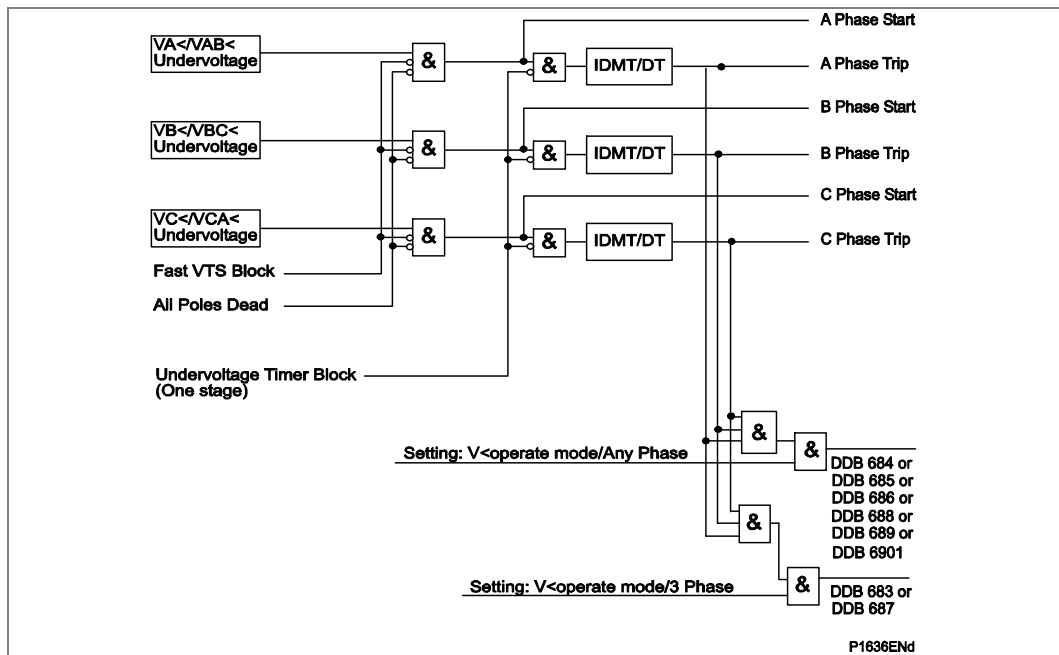 A Phase Start
VA</VAB<
Undervoltage
&
&
IDMT/DT
A Phase Trip
B Phase Start
VB</VBC<
Undervoltage
&
&
IDMT/DT
B Phase Trip
C Phase Start
VC</VCA<
Undervoltage
&
&
IDMT/DT
C Phase Trip
Fast VTS Block
All Poles Dead
Undervoltage Timer Block
(One stage)
&
Setting: V<operate mode/Any Phase
&
DDB 684 or
DDB 685 or
DDB 686 or
DDB 688 or
DDB 689 or
DDB 6901
&
Setting: V<operate mode/3 Phase
&
DDB 683 or
DDB 687
P1636ENd